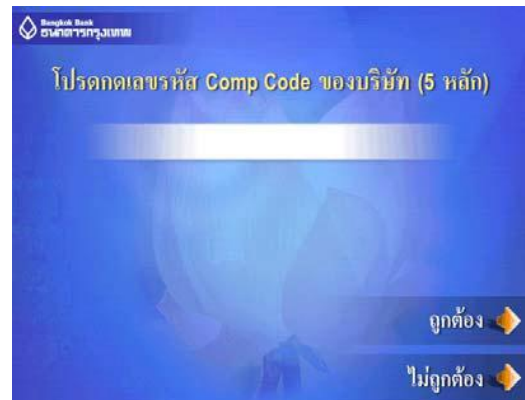 Bangkok Bank
ธนาคารกรุงเทพ
โปรดกดเลขรหัส Comp Code ของบริษัท (5 หลัก)
ถูกต้อง
ไม่ถูกต้อง